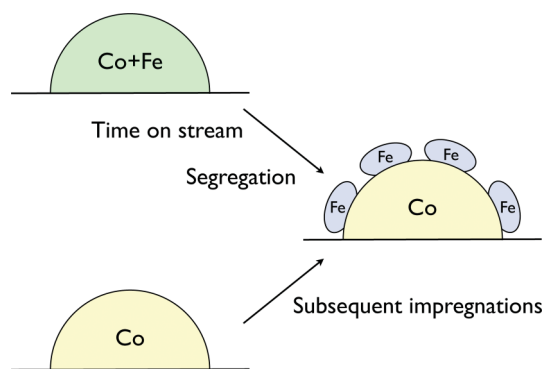 Co+Fe
Time on stream
Segregation
Fe
Fe
Fe
Co
Fe
Subsequent impregnations
Co